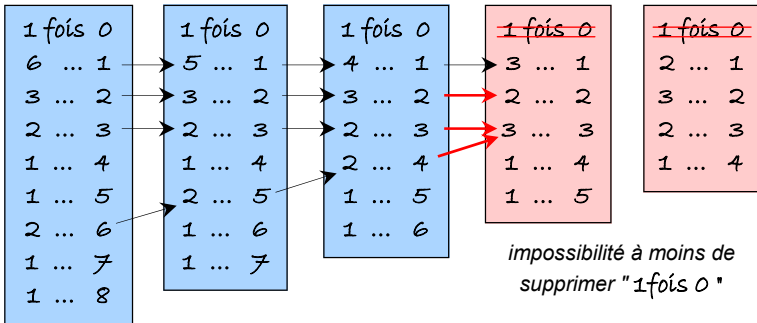 1 fois 0
6 ... 1
3 ... 2
2 ... 3
1 ... 4
1 ... 5
2 ... 6
1 ... 7
1 ... 8
1 fois 0
5 ... 1
3 ... 2
2 ... 3
1 ... 4
2 ... 5
1 ... 6
1 ... 7
1 fois 0
4 ... 1
3 ... 2
2 ... 3
2 ... 4
1 ... 5
1 ... 6
1 fois 0
3 ... 1
2 ... 2
3 ... 3
1 ... 4
1 ... 5
1 fois 0
2 ... 1
3 ... 2
2 ... 3
1 ... 4
impossibilité à moins de
supprimer " 1 fois 0 "